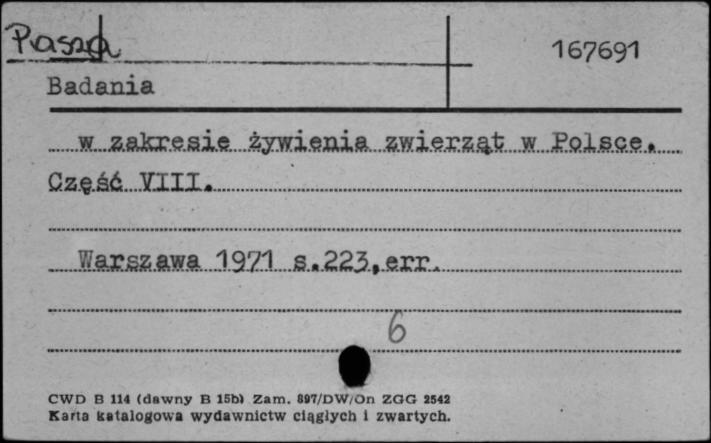 Pasza 167691
Badania
w zakresie żywienia zwierząt w Polsce.
Część VIII.
Warszawa 1971 s.223,err.
6
CWD B 114 (dawny B 15b) Zam. 897/DW/On ZGG 2542
Karta katalogowa wydawnictw ciągłych i zwartych.